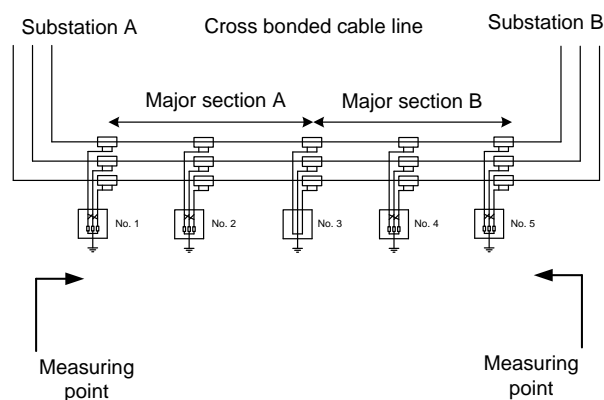 Substation A
Cross bonded cable line
Substation B
Major section A
Major section B
No. 1
No. 2
No. 3
No. 4
No. 5
Measuring
point
Measuring
point